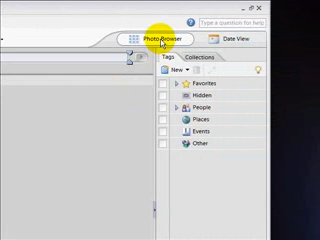 Type a question for help
Photo Browser
Date View
Tags
Collections
New
Favorites
Hidden
People
Places
Events
Other